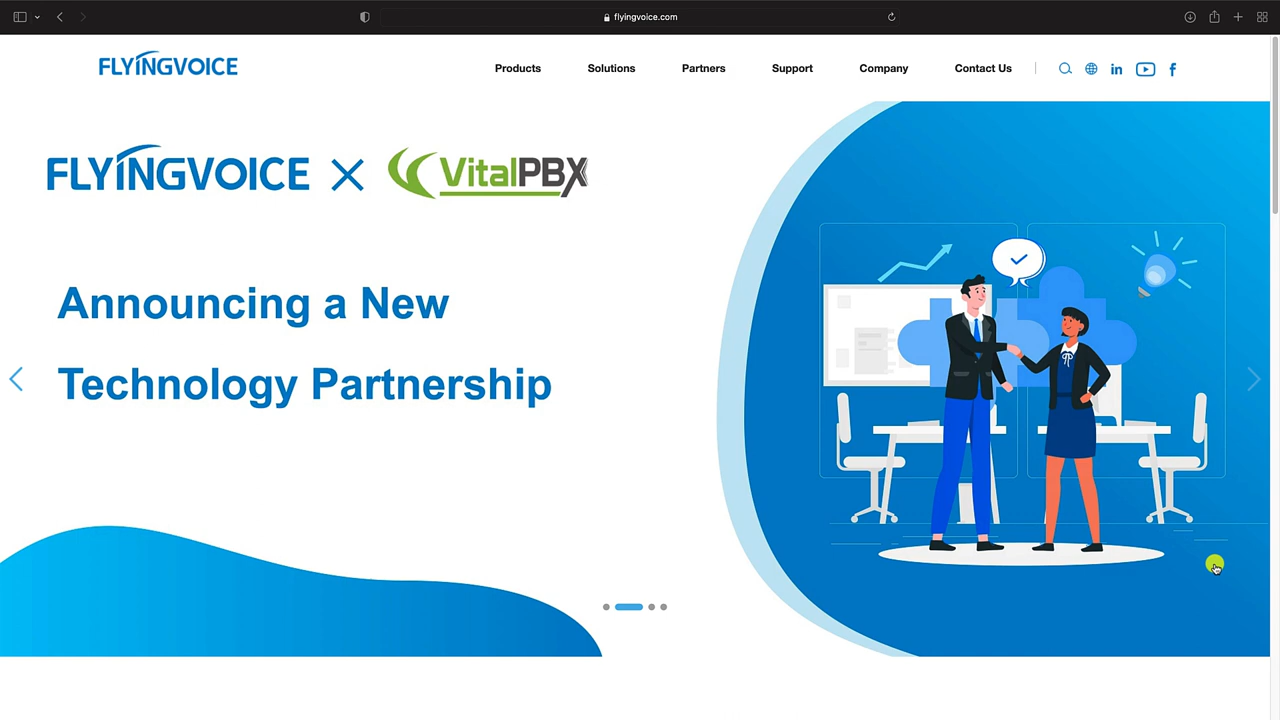 flyingvoice.com
FLYINGVOICE
Products
Solutions
Partners
Support
Company
Contact Us
FLYINGVOICE × VitalPBX
Announcing a New
Technology Partnership